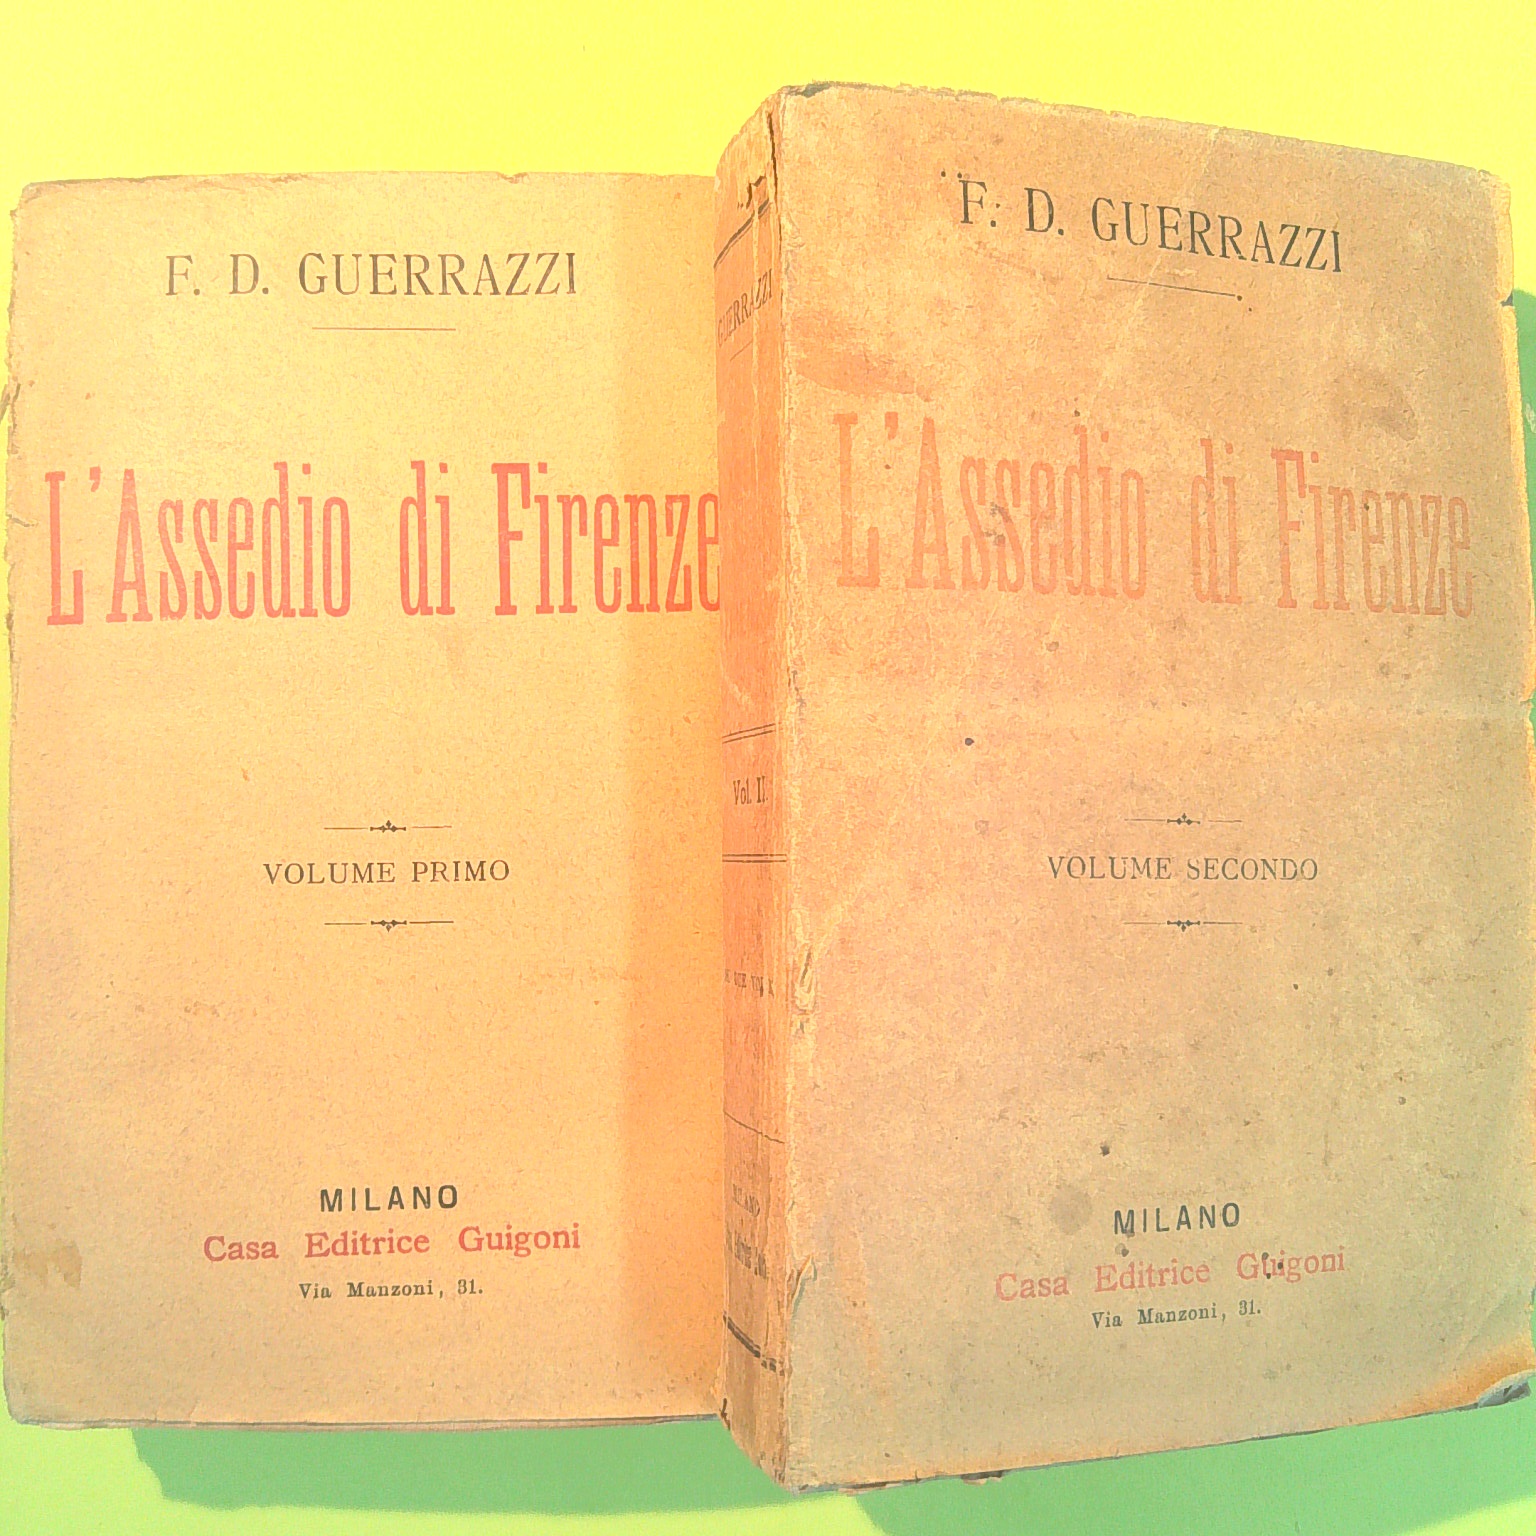 F. D. GUERRAZZI
L'Assedio di Firenze
VOLUME PRIMO
MILANO
Casa Editrice Guigoni
Via Manzoni, 31.
GUERRAZZI
Vol. II.
MILANO
F. D. GUERRAZZI
L'Assedio di Firenze
VOLUME SECONDO
MILANO
Casa Editrice Guigoni
Via Manzoni, 31.